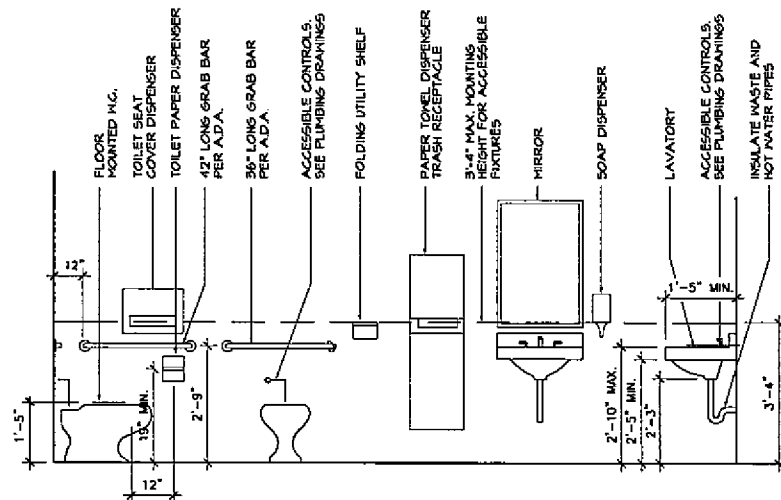 FLOOR
MOUNTED W.C.
TOILET SEAT
COVER DISPENSER
TOILET PAPER DISPENSER
42" LONG GRAB BAR
PER A.D.A.
36" LONG GRAB BAR
PER A.D.A.
ACCESSIBLE CONTROLS.
SEE PLUMBING DRAWINGS
FOLDING UTILITY SHELF
PAPER TOWEL DISPENSER
TRASH RECEPTACLE
3'-4" MAX. MOUNTING
HEIGHT FOR ACCESSIBLE
FIXTURES
MIRROR
SOAP DISPENSER
LAVATORY
ACCESSIBLE CONTROLS.
SEE PLUMBING DRAWINGS
INSULATE WASTE AND
HOT WATER PIPES
12"
1'-5" MIN.
1'-5"
19" MIN.
2'-9"
12"
2'-10" MAX.
2'-5" MIN.
2'-3"
3'-4"